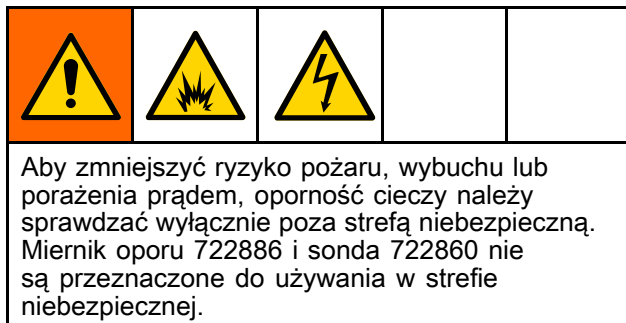 Aby zmniejszyć ryzyko pożaru, wybuchu lub
porażenia prądem, oporność cieczy należy
sprawdzać wyłącznie poza strefą niebezpieczną.
Miernik oporu 722886 i sonda 722860 nie
są przeznaczone do używania w strefie
niebezpiecznej.